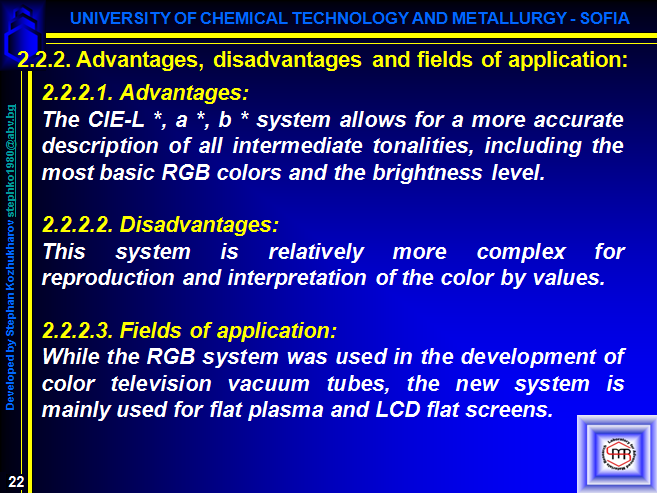 UNIVERSITY OF CHEMICAL TECHNOLOGY AND METALLURGY - SOFIA
2.2.2. Advantages, disadvantages and fields of application:
2.2.2.1. Advantages:
The CIE-L *, a *, b * system allows for a more accurate
description of all intermediate tonalities, including the
most basic RGB colors and the brightness level.
2.2.2.2. Disadvantages:
This system is relatively more complex for
reproduction and interpretation of the color by values.
2.2.2.3. Fields of application:
While the RGB system was used in the development of
color television vacuum tubes, the new system is
mainly used for flat plasma and LCD flat screens.
Developed by Stephan Kozhukharov stephko1980@abv.bg
22